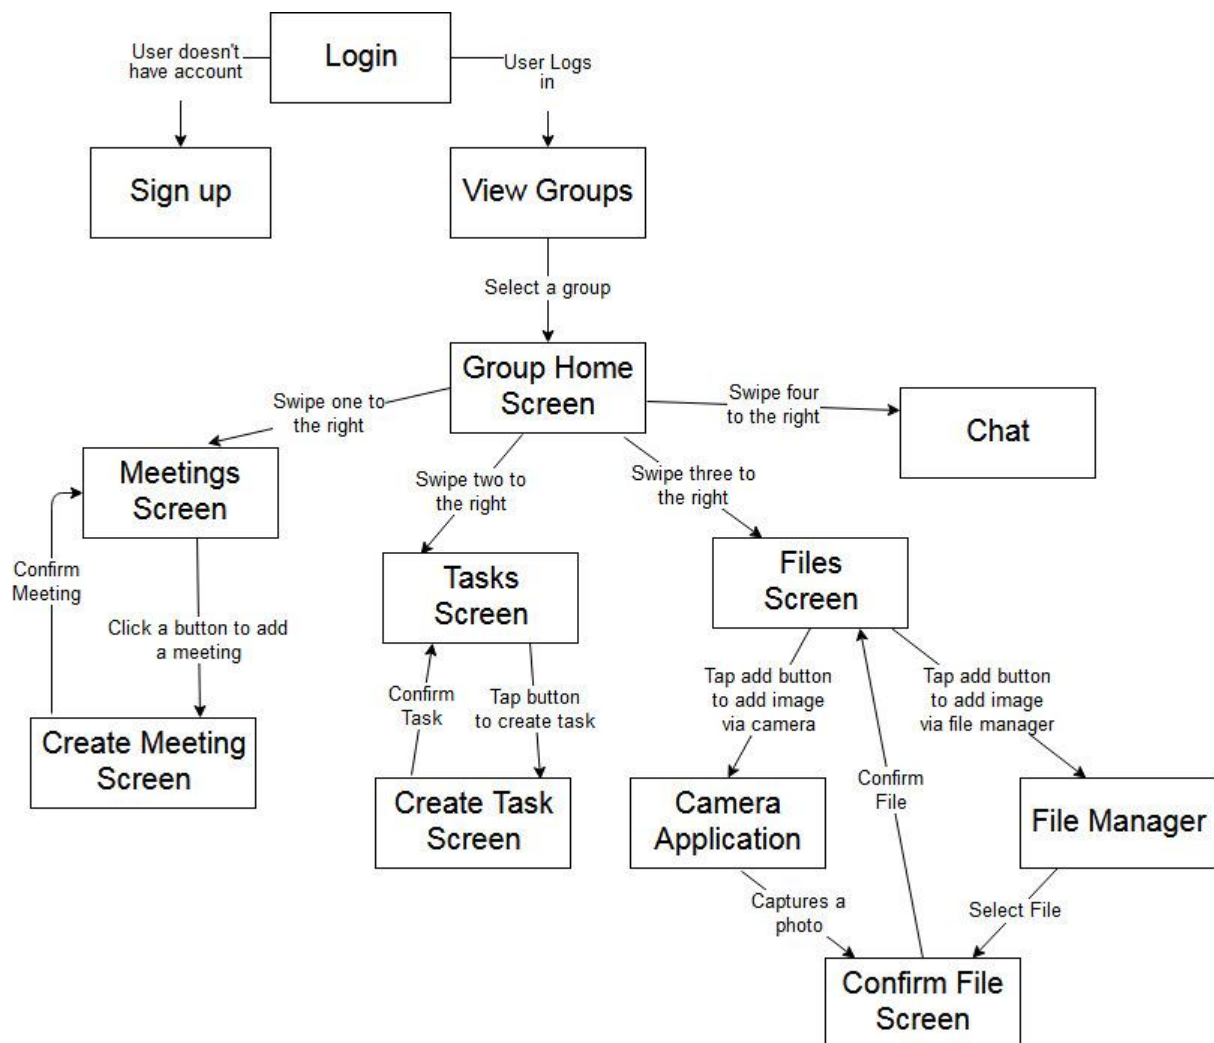 Login
User doesn't
have account
User Logs
in
Sign up
View Groups
Select a group
Group Home
Screen
Swipe one to
the right
Swipe four
to the right
Chat
Meetings
Screen
Swipe two to
the right
Swipe three to
the right
Confirm
Meeting
Click a button to add
a meeting
Tasks
Screen
Files
Screen
Confirm
Task
Tap button
to create task
Tap add button
to add image
via camera
Tap add button
to add image
via file manager
Create Meeting
Screen
Create Task
Screen
Camera
Application
Confirm
File
File Manager
Captures a
photo
Select File
Confirm File
Screen